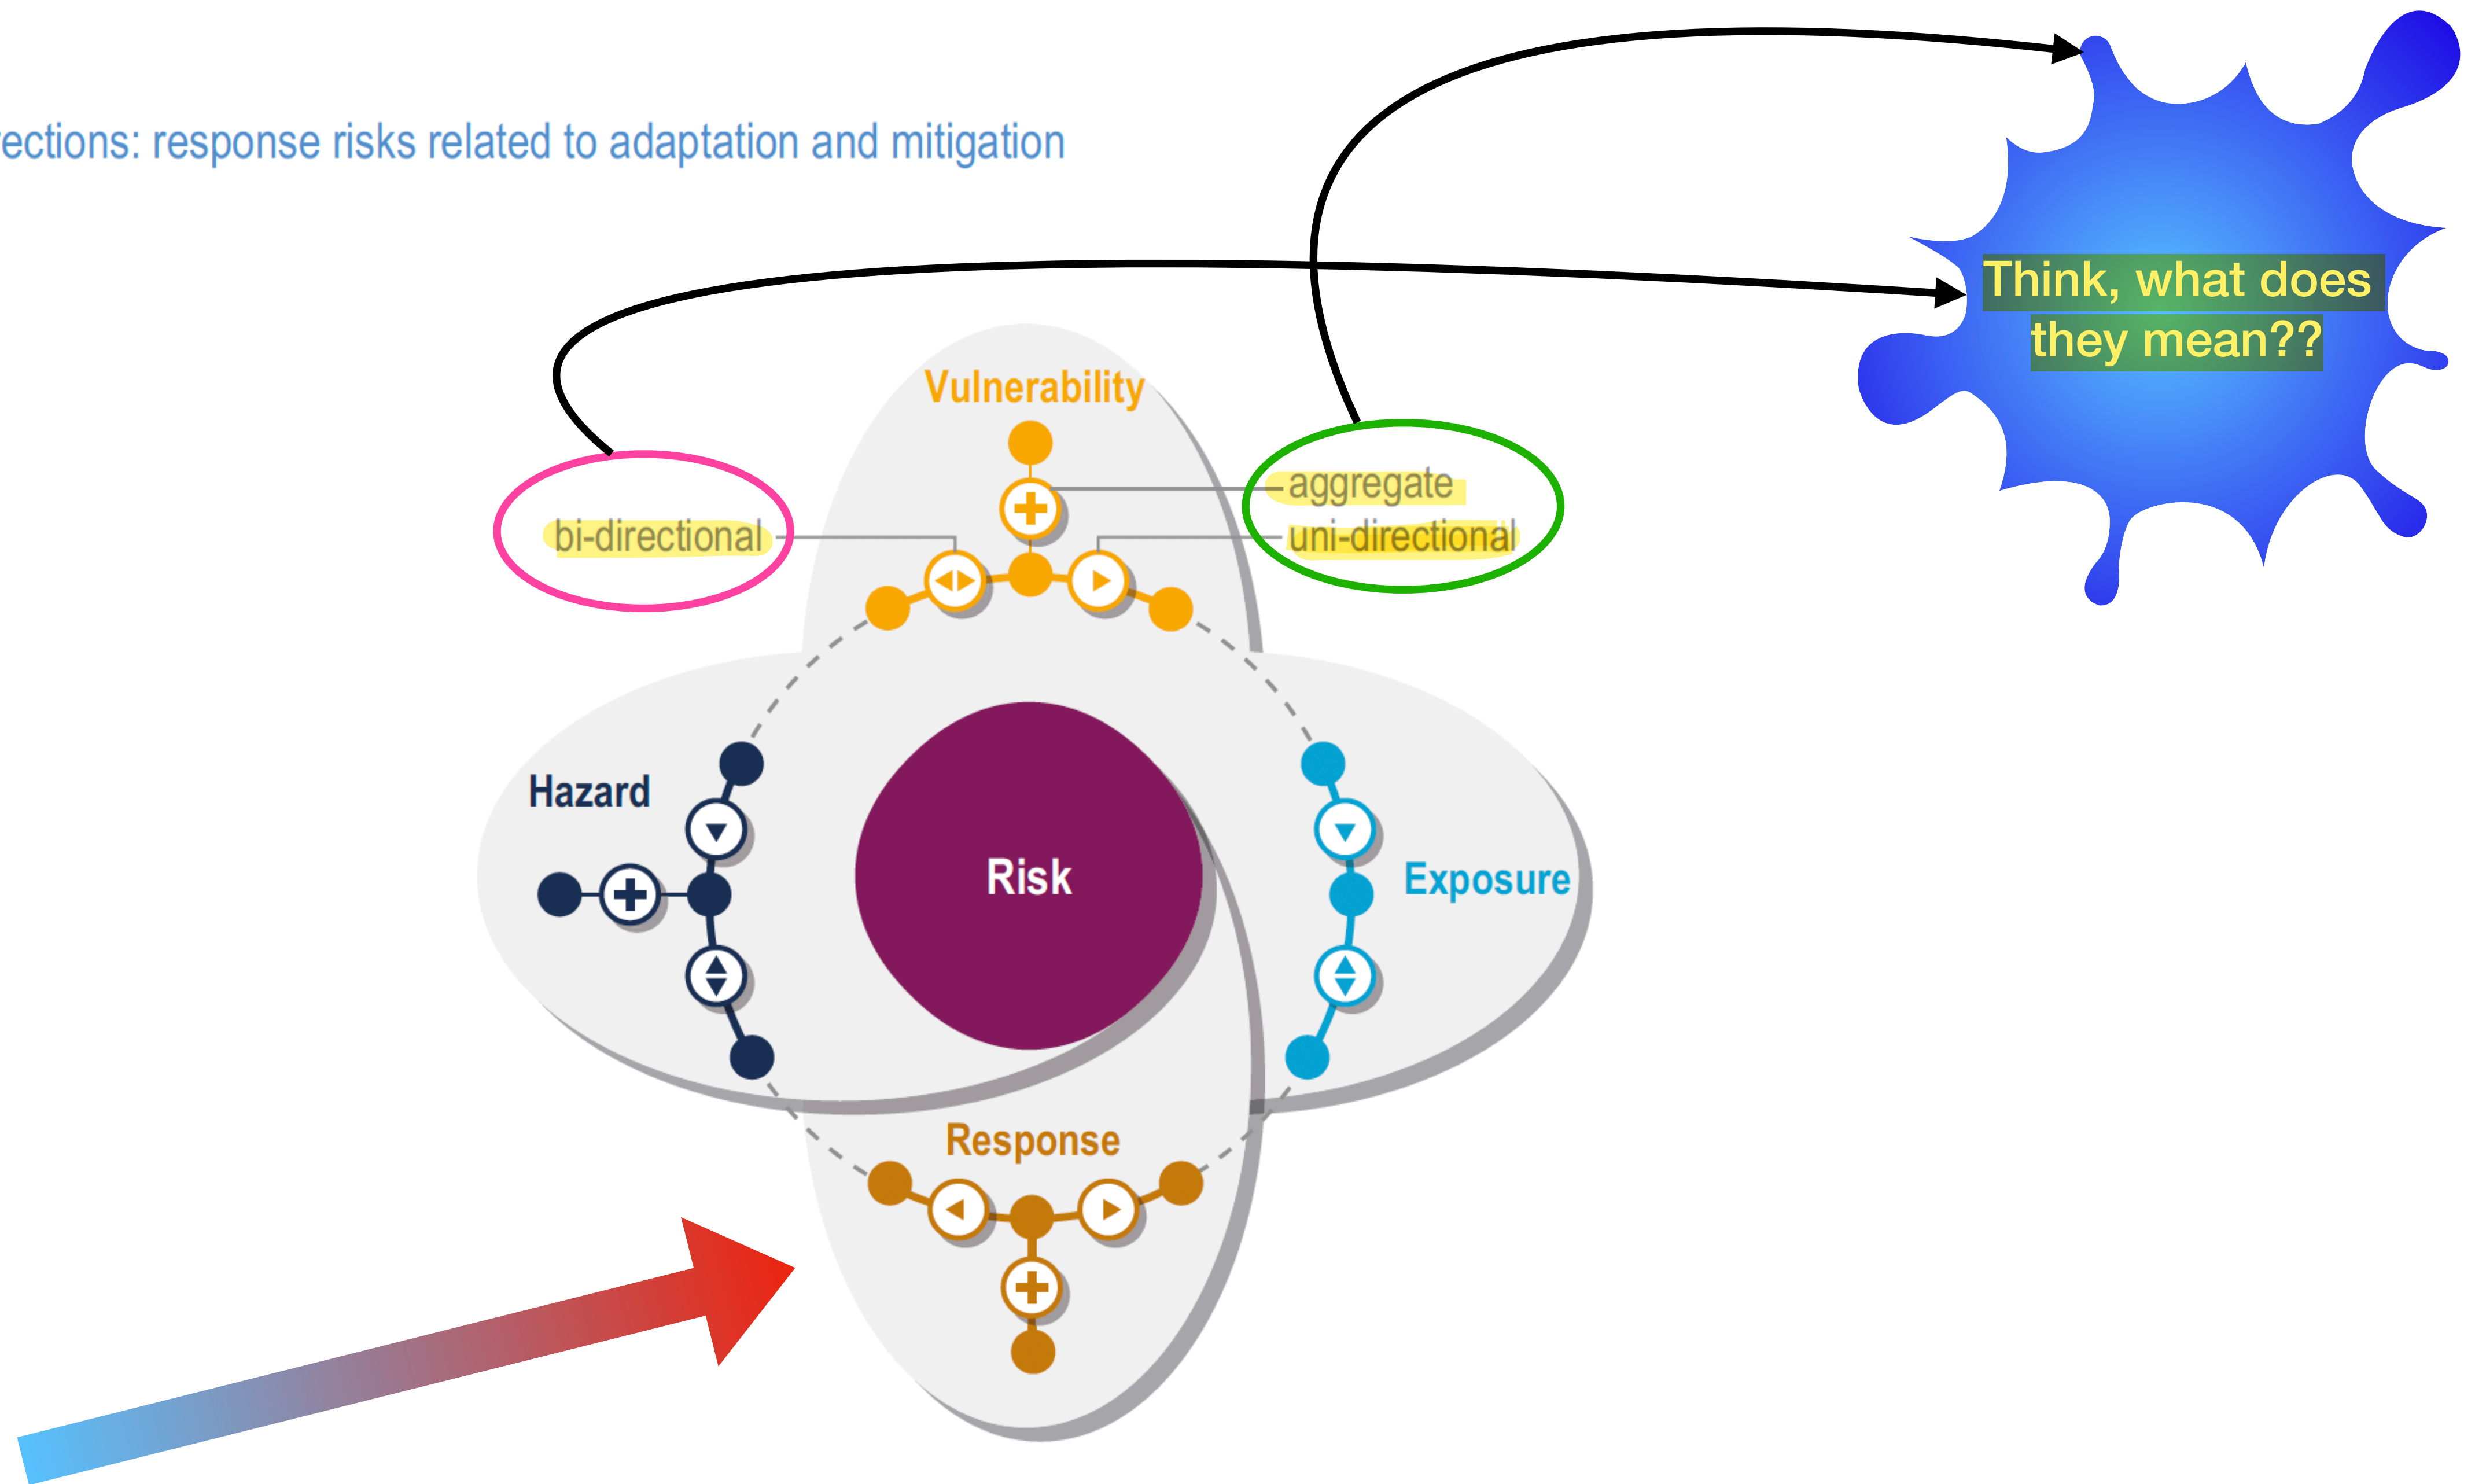 ections: response risks related to adaptation and mitigation
Think, what does
they mean??
Vulnerability
aggregate
bi-directional
uni-directional
Hazard
Risk
Exposure
Response